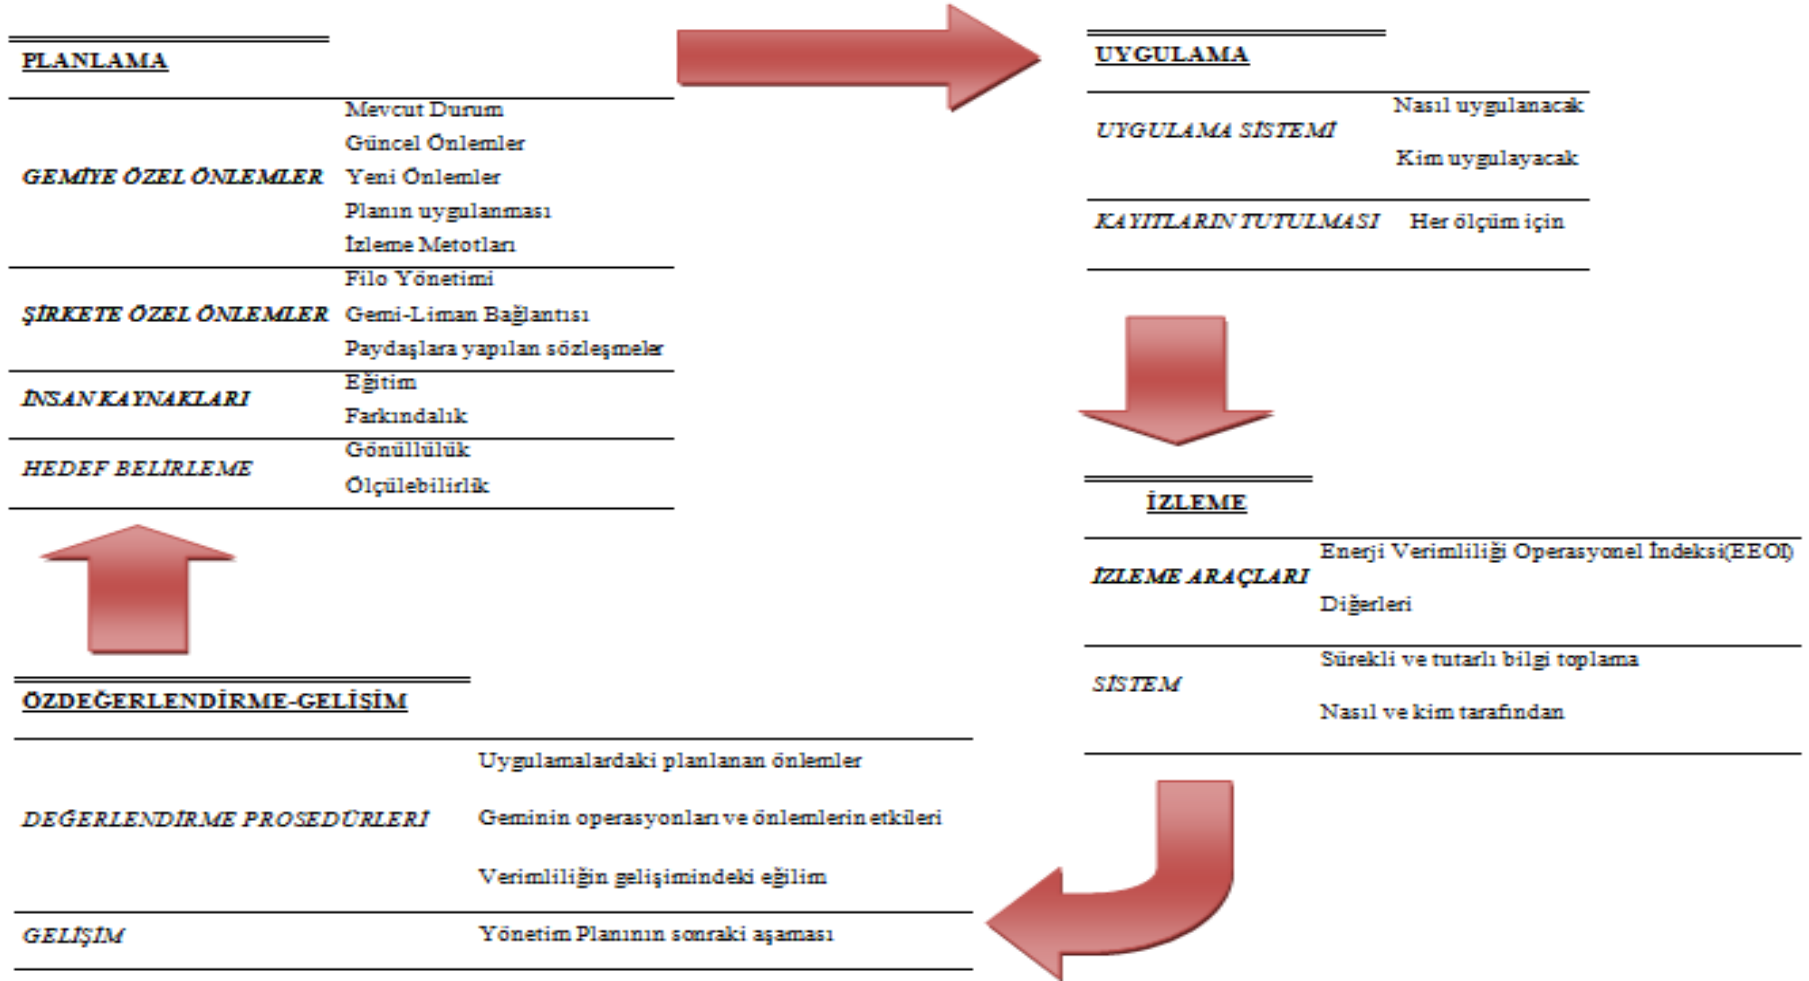 PLANLAMA
GEMİYE ÖZEL ÖNLEMLER
Mevcut Durum
Güncel Önlemler
Yeni Önlemler
Planın uygulanması
İzleme Metotları
ŞİRKETE ÖZEL ÖNLEMLER
Filo Yönetimi
Gemi-Liman Bağlantısı
Paydaşlara yapılan sözleşmeler
İNSAN KAYNAKLARI
Eğitim
Farkındalık
HEDEF BELİRLEME
Gönüllülük
Ölçülebilirlik
UYGULAMA
UYGULAMA SİSTEMİ
Nasıl uygulanacak
Kim uygulayacak
KAYITLARIN TUTULMASI
Her ölçüm için
İZLEME
İZLEME ARAÇLARI
Enerji Verimliliği Operasyonel İndeksi(EEOI)
Diğerleri
SİSTEM
Sürekli ve tutarlı bilgi toplama
Nasıl ve kim tarafından
ÖZDEĞERLENDİRME-GELİŞİM
DEĞERLENDİRME PROSEDÜRLERİ
Uygulamalardaki planlanan önlemler
Geminin operasyonları ve önlemlerin etkileri
Verimliliğin gelişimindeki eğilim
GELİŞİM
Yönetim Planının sonraki aşaması